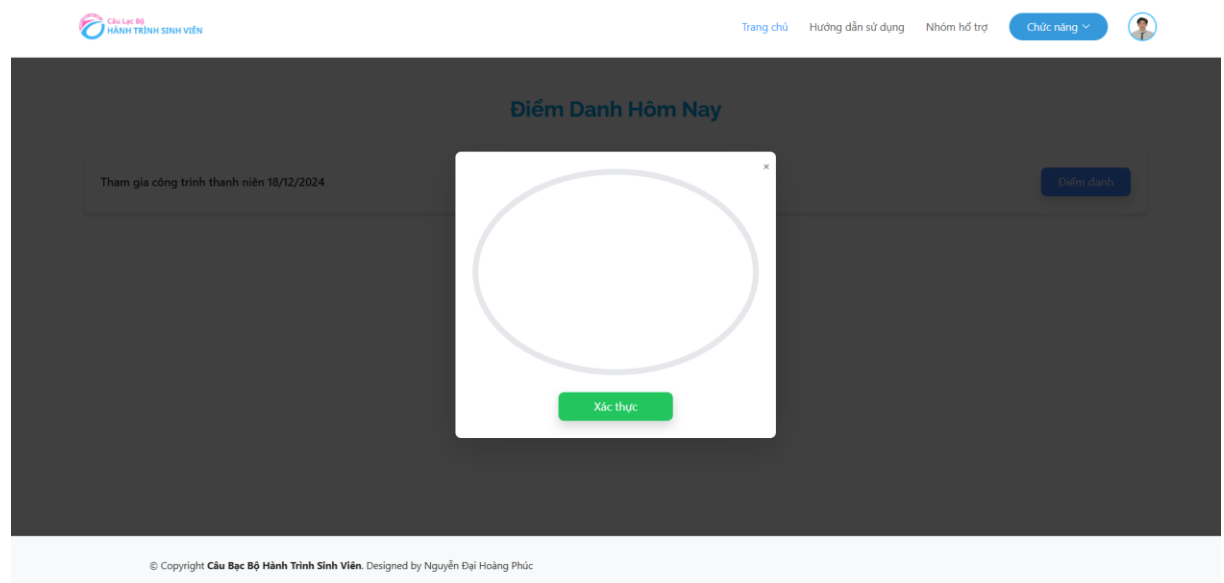 Câu Lạc Bộ
HÀNH TRÌNH SINH VIÊN
Trang chủ Hướng dẫn sử dụng Nhóm hổ trợ Chức năng
Điểm Danh Hôm Nay
×
Tham gia công trình thanh niên 18/12/2024 Điểm danh
Xác thực
© Copyright Câu Bạc Bộ Hành Trình Sinh Viên. Designed by Nguyễn Đại Hoàng Phúc